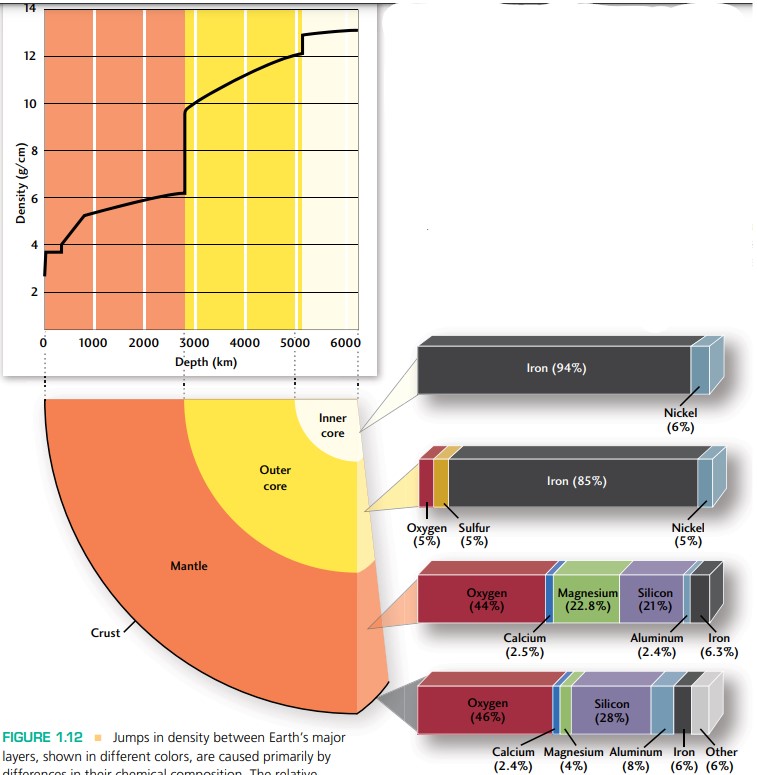 14
12
10
8
6
4
2
Density (g/cm)
0 1000 2000 3000 4000 5000 6000
Depth (km)
Inner
core
Outer
core
Mantle
Crust
Iron (94%)
Nickel
(6%)
Iron (85%)
Oxygen
(5%)
Sulfur
(5%)
Nickel
(5%)
Oxygen
(44%)
Magnesium
(22.8%)
Silicon
(21%)
Calcium
(2.5%)
Aluminum
(2.4%)
Iron
(6.3%)
Oxygen
(46%)
Silicon
(28%)
Calcium
(2.4%)
Magnesium
(4%)
Aluminum
(8%)
Iron
(6%)
Other
(6%)
FIGURE 1.12 Jumps in density between Earth's major
layers, shown in different colors, are caused primarily by
differences in their chemical composition. The relative